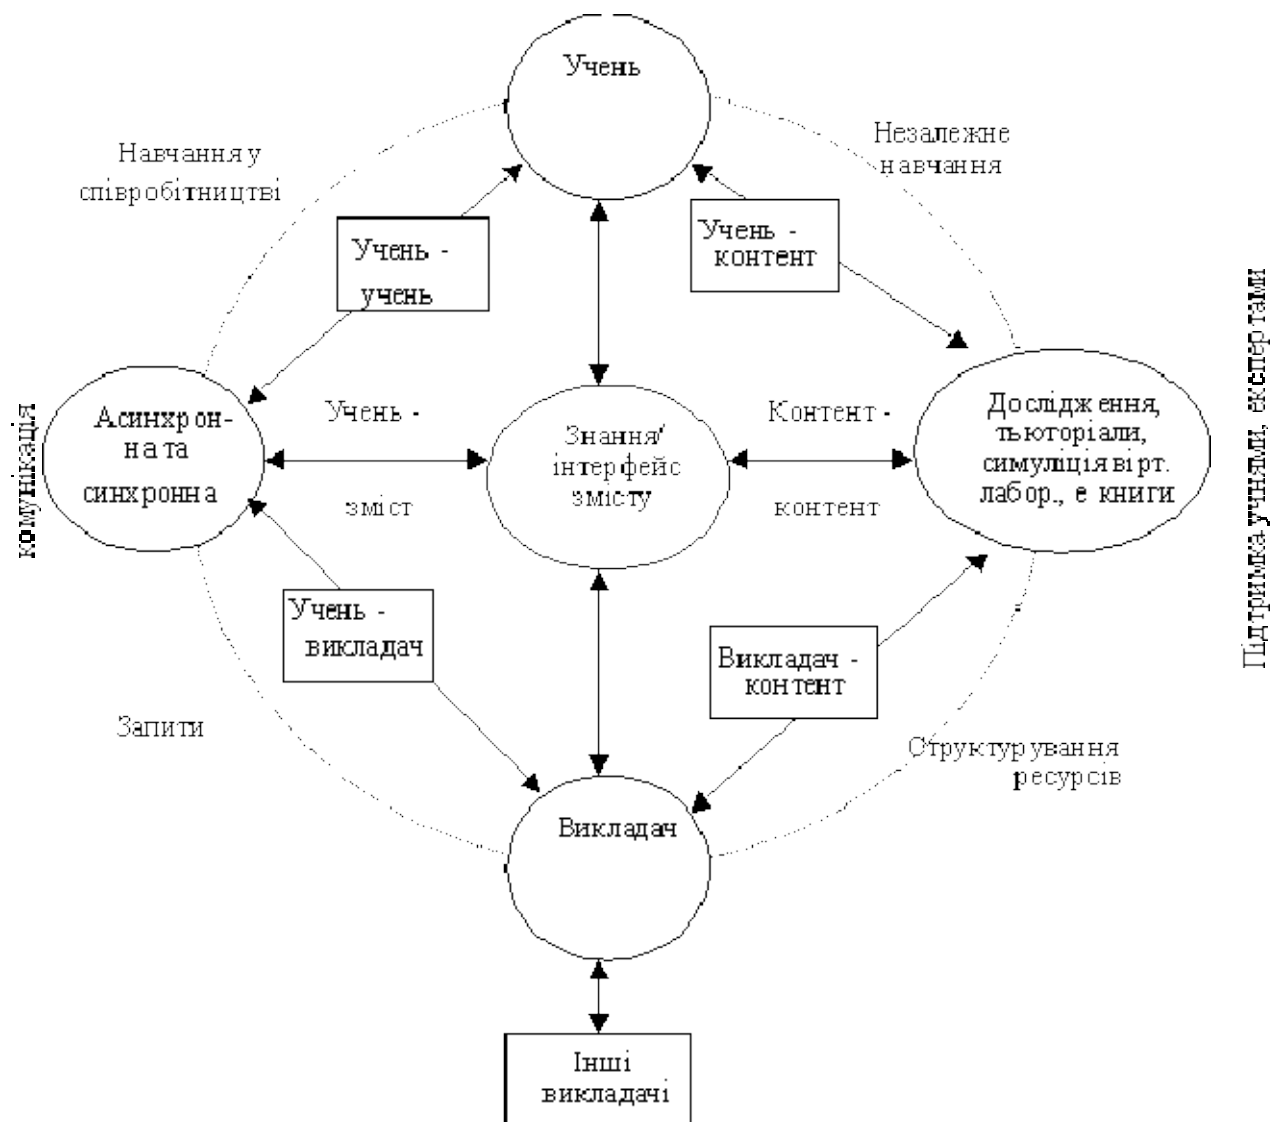 Учень
Навчання у
співробітництві
Незалежне
навчання
Учень -
учень
Учень -
контент
комунікація
Асинхрон-
на та
синхронна
Учень -
зміст
Знання/
інтерфейс
змісту
Контент -
контент
Дослідження,
тьюторіали,
симуліція вірт.
лабор., е книги
Підтримка учнями, експертами
Учень -
викладач
Викладач -
контент
Запити
Структурування
ресурсів
Викладач
Інші
викладачі